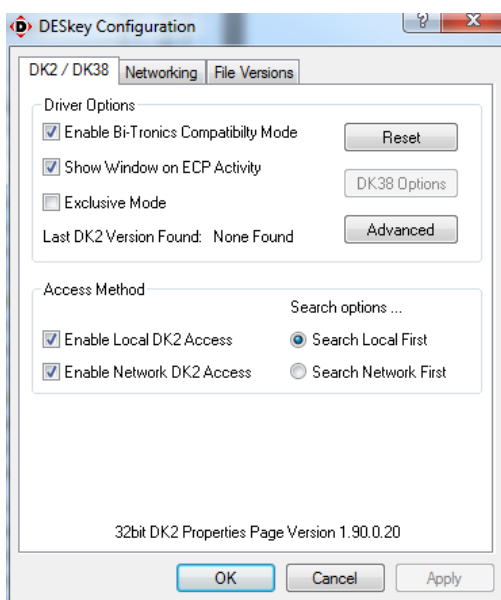 DESkey Configuration
?
X
DK2 / DK38
Networking
File Versions
Driver Options
Enable Bi-Tronics Compatibilty Mode
Reset
Show Window on ECP Activity
DK38 Options
Exclusive Mode
Last DK2 Version Found: None Found
Advanced
Access Method
Search options ...
Enable Local DK2 Access
Search Local First
Enable Network DK2 Access
Search Network First
32bit DK2 Properties Page Version 1.90.0.20
OK
Cancel
Apply